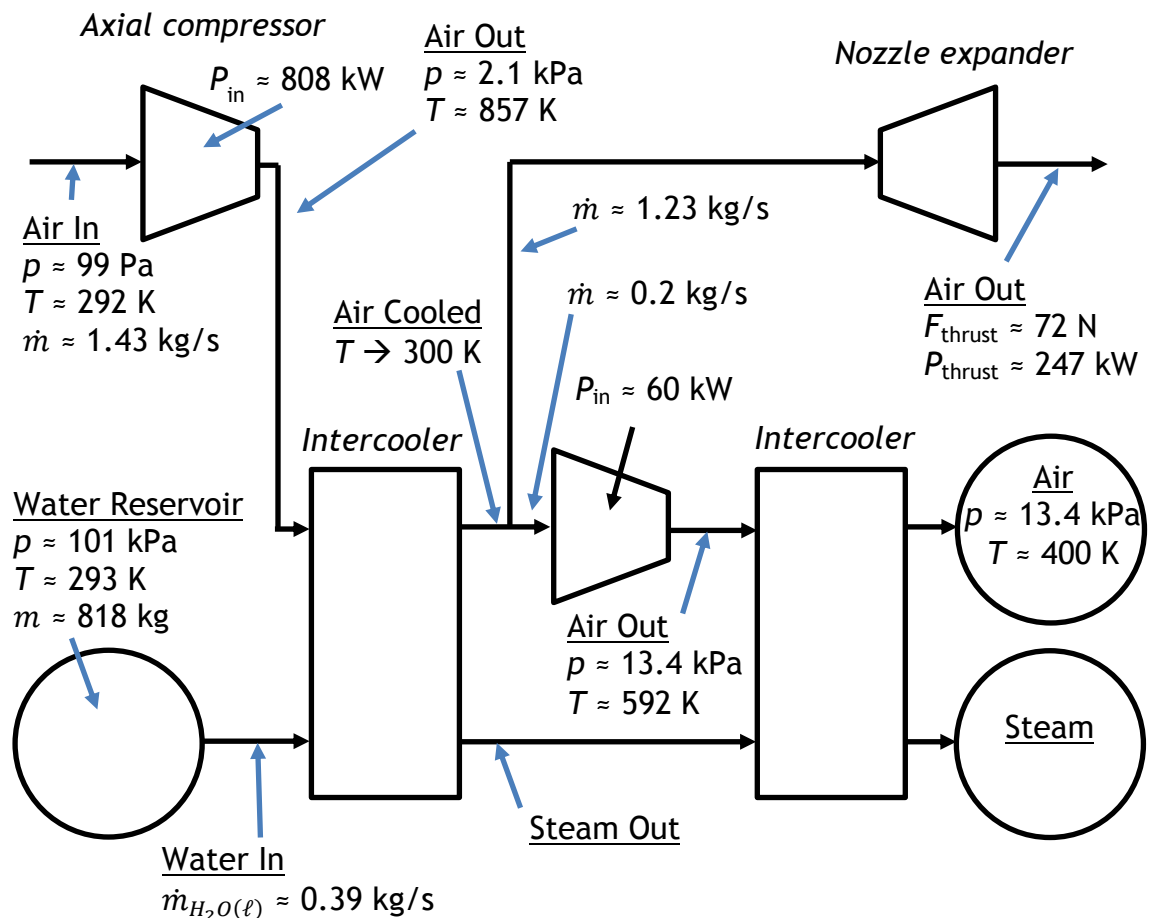 Axial compressor
P_in ≈ 808 kW
Air Out
p ≈ 2.1 kPa
T ≈ 857 K
Nozzle expander
Air In
p ≈ 99 Pa
T ≈ 292 K
ṁ ≈ 1.43 kg/s
ṁ ≈ 1.23 kg/s
ṁ ≈ 0.2 kg/s
Air Cooled
T → 300 K
Air Out
F_thrust ≈ 72 N
P_thrust ≈ 247 kW
P_in ≈ 60 kW
Intercooler
Intercooler
Water Reservoir
p ≈ 101 kPa
T ≈ 293 K
m ≈ 818 kg
Air
p ≈ 13.4 kPa
T ≈ 400 K
Air Out
p ≈ 13.4 kPa
T ≈ 592 K
Steam
Steam Out
Water In
ṁ_H₂O(ℓ) ≈ 0.39 kg/s